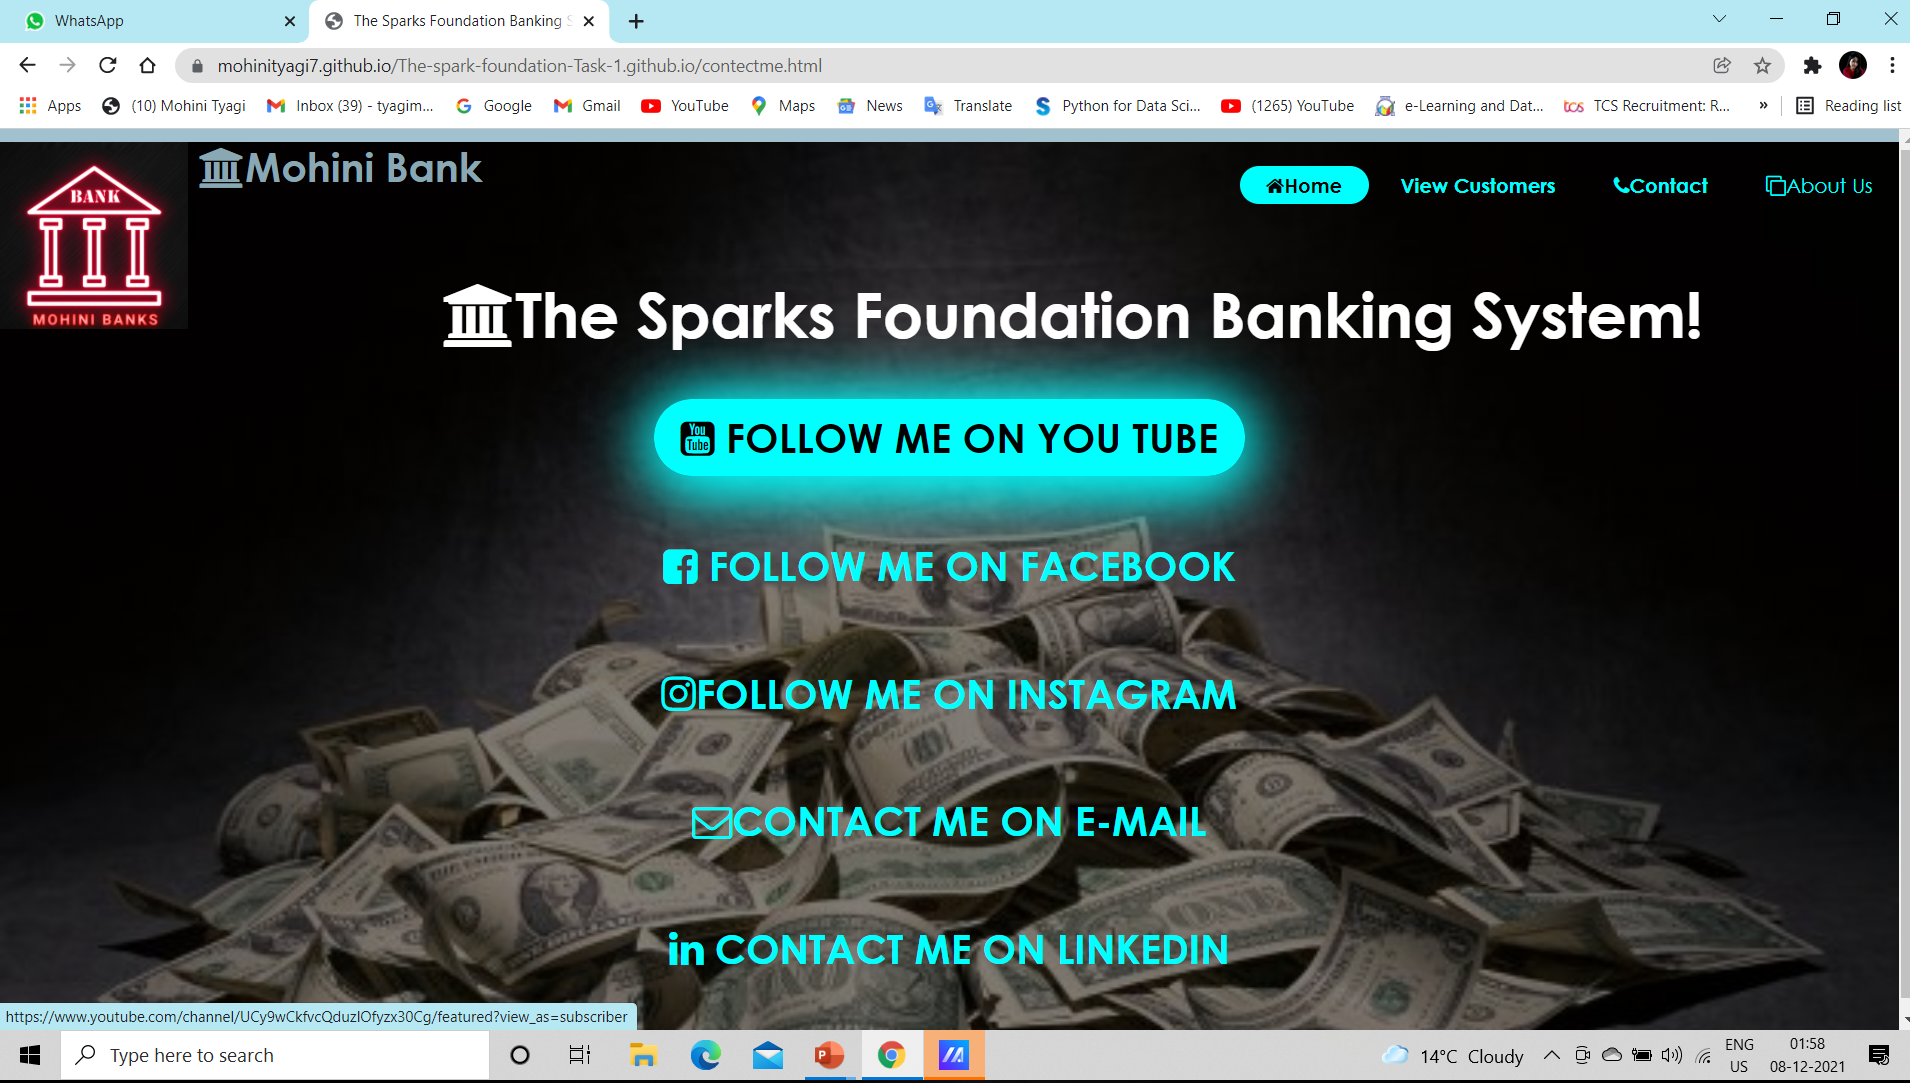 WhatsApp
The Sparks Foundation Banking S
mohinityagi7.github.io/The-spark-foundation-Task-1.github.io/contectme.html
Apps (10) Mohini Tyagi Inbox (39) - tyagim... Google Gmail YouTube Maps News Translate Python for Data Sci... (1265) YouTube e-Learning and Dat... TCS Recruitment: R... » Reading list
BANK
MOHINI BANKS
Mohini Bank
Home View Customers Contact About Us
The Sparks Foundation Banking System!
You Tube FOLLOW ME ON YOU TUBE
FOLLOW ME ON FACEBOOK
FOLLOW ME ON INSTAGRAM
CONTACT ME ON E-MAIL
in CONTACT ME ON LINKEDIN
https://www.youtube.com/channel/UCy9wCkfvcQduzlOfyzx30Cg/featured?view_as=subscriber
Type here to search
14°C Cloudy
ENG
US
01:58
08-12-2021